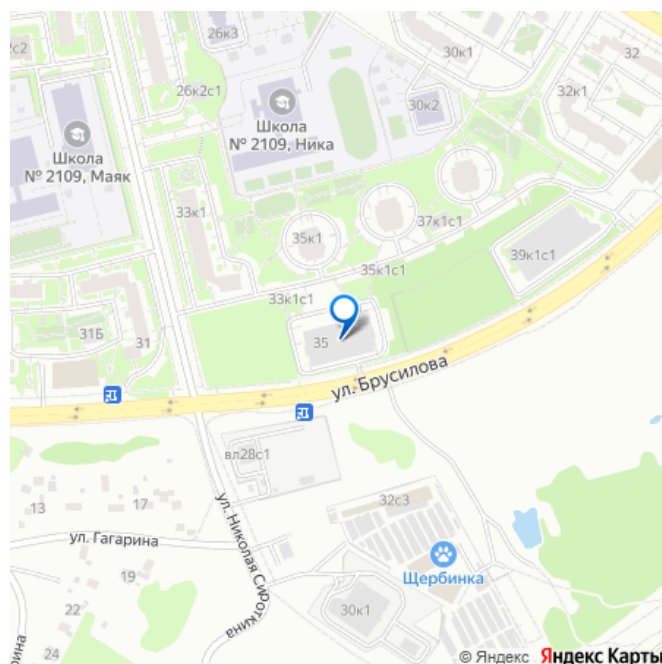 26к3
30к1
32
с2
26к2с1
32к1
30к2
Школа
№ 2109, Ника
Школа
№ 2109, Маяк
33к1
37к1с1
35к1
39к1с1
35к1с1
33к1с1
31Б
31
35
ул. Брусилова
вл28с1
32с3
13
17
ул. Гагарина
ул. Николая Сироткина
19
Щербинка
22
30к1
24
рина
© Яндекс Яндекс Карты